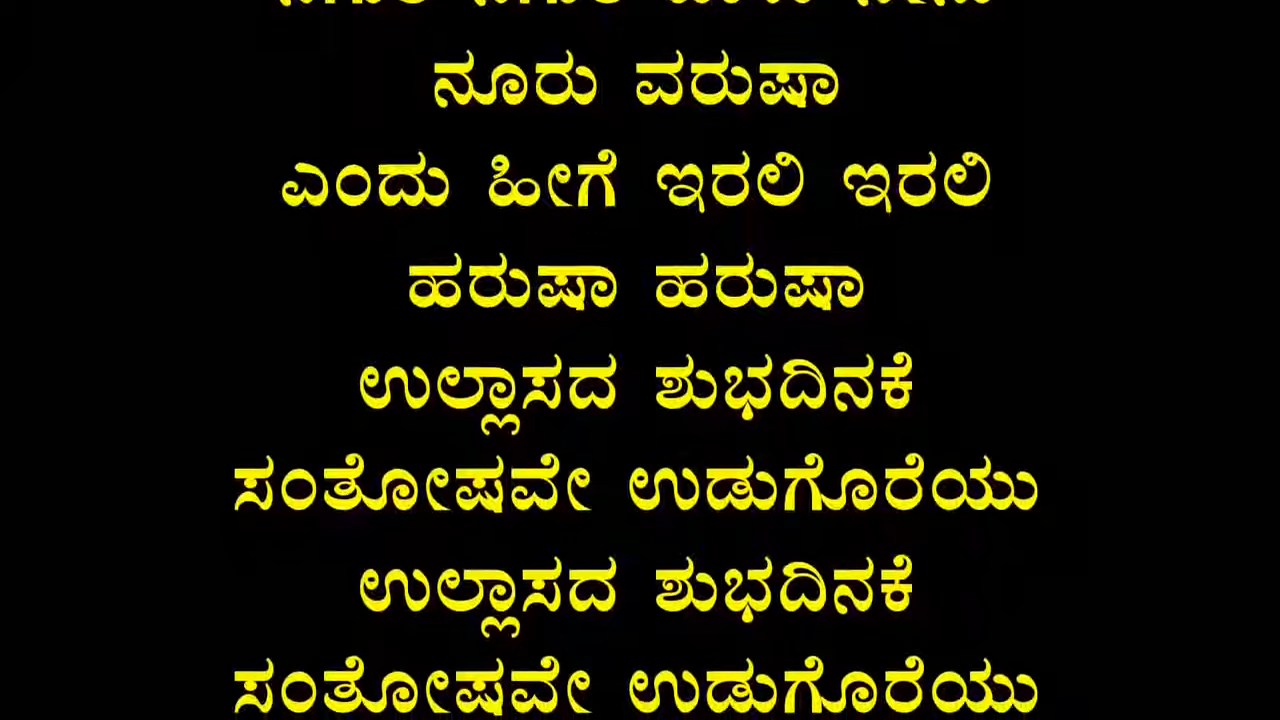 ನೂರು ವರುಷಾ
ಎಂದು ಹೀಗೆ ಇರಲಿ ಇರಲಿ
ಹರುಷಾ ಹರುಷಾ
ಉಲ್ಲಾಸದ ಶುಭದಿನಕೆ
ಸಂತೋಷವೇ ಉಡುಗೊರೆಯು
ಉಲ್ಲಾಸದ ಶುಭದಿನಕೆ
ಸಂತೋಷವೇ ಉಡುಗೊರೆಯು